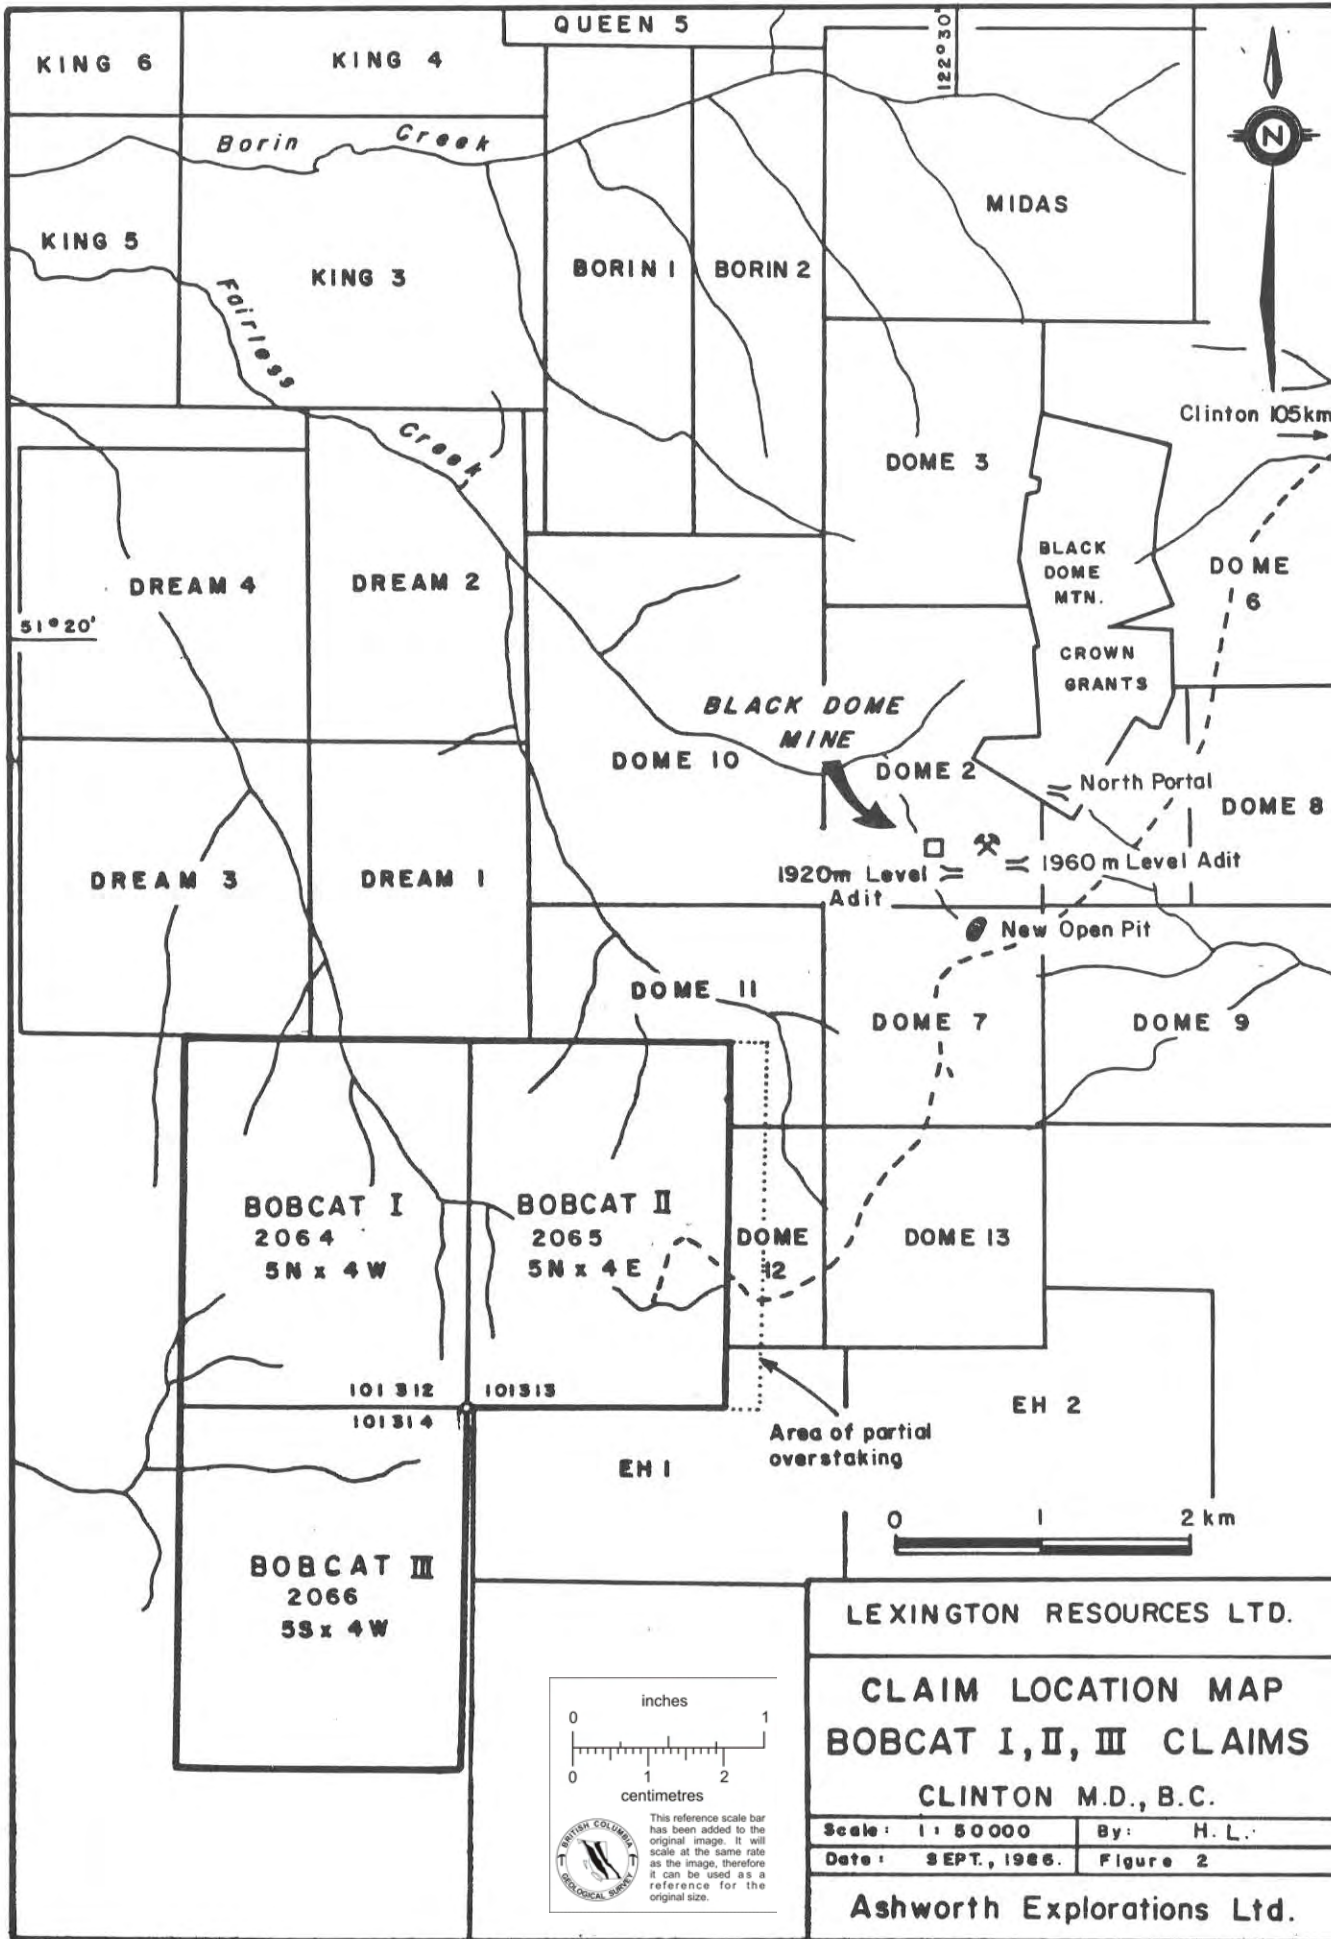 QUEEN 5
KING 6
KING 4
122°30'
Borin Creek
N
MIDAS
KING 5
KING 3
BORIN 1
BORIN 2
Fairless
Creek
Clinton 105km
DOME 3
BLACK
DOME
MTN.
DOME
6
DREAM 4
DREAM 2
51°20'
CROWN
GRANTS
BLACK DOME
MINE
DOME 10
DOME 2
North Portal
DOME 8
1920m Level
Adit
1960m Level Adit
DREAM 3
DREAM 1
New Open Pit
DOME 11
DOME 7
DOME 9
BOBCAT I
2064
5N x 4W
BOBCAT II
2065
5N x 4E
DOME
12
DOME 13
101312
101313
101314
EH 2
Area of partial
overstaking
EH 1
0 1 2 km
BOBCAT III
2066
5S x 4W
LEXINGTON RESOURCES LTD.
CLAIM LOCATION MAP
BOBCAT I, II, III CLAIMS
CLINTON M.D., B.C.
Scale: 1:50000
By: H. L.
Date: SEPT., 1986.
Figure 2
Ashworth Explorations Ltd.
inches
0 1
0 1 2
centimetres
BRITISH COLUMBIA
GEOLOGICAL SURVEY
This reference scale bar
has been added to the
original image. It will
scale at the same rate
as the image, therefore
it can be used as a
reference for the
original size.